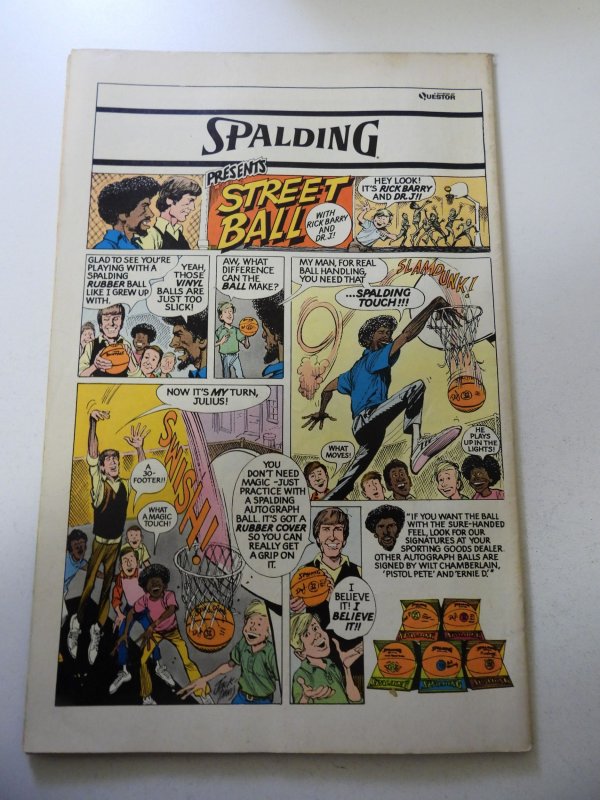 QUESTOR
SPALDING
PRESENTS
STREET
BALL
WITH
RICK BARRY
AND
DR. J!
HEY LOOK!
IT'S RICK BARRY
AND DR. J!!
GLAD TO SEE YOU'RE
PLAYING WITH A
SPALDING
RUBBER BALL
LIKE I GREW UP
WITH.
YEAH,
THOSE
VINYL
BALLS ARE
JUST TOO
SLICK!
AW, WHAT
DIFFERENCE
CAN THE
BALL MAKE?
MY MAN, FOR REAL
BALL HANDLING,
YOU NEED THAT
...SPALDING
TOUCH!!!
SLAM DUNK!
WHAT
MOVES!
HE
PLAYS
UP IN THE
LIGHTS!
NOW IT'S MY TURN,
JULIUS!
A
30-
FOOTER!!
WHAT
A MAGIC
TOUCH!
SWISH!
YOU
DON'T NEED
MAGIC - JUST
PRACTICE WITH
A SPALDING
AUTOGRAPH
BALL. IT'S GOT A
RUBBER COVER
SO YOU CAN
REALLY GET
A GRIP ON
IT.
I
BELIEVE
IT! I
BELIEVE
IT!!
"IF YOU WANT THE BALL
WITH THE SURE-HANDED
FEEL, LOOK FOR OUR
SIGNATURES AT YOUR
SPORTING GOODS DEALER.
OTHER AUTOGRAPH BALLS ARE
SIGNED BY WILT CHAMBERLAIN,
'PISTOL PETE' AND 'ERNIE D.'"